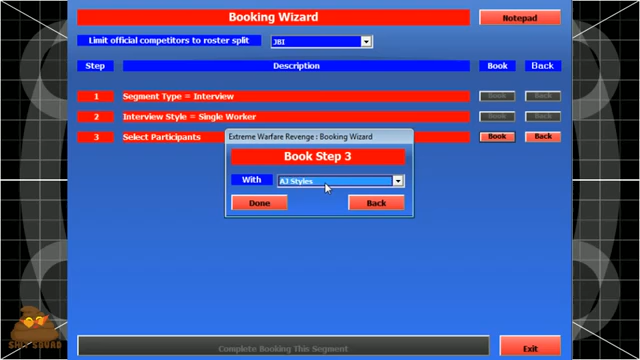 Booking Wizard
Notepad
Limit official competitors to roster split
JBI
Step
Description
Book
Back
1
Segment Type = Interview
Book
Back
2
Interview Style = Single Worker
Book
Back
3
Select Participants
Book
Back
Extreme Warfare Revenge : Booking Wizard
Book Step 3
With
AJ Styles
Done
Back
SHIT SQUAD
Complete Booking This Segment
Exit